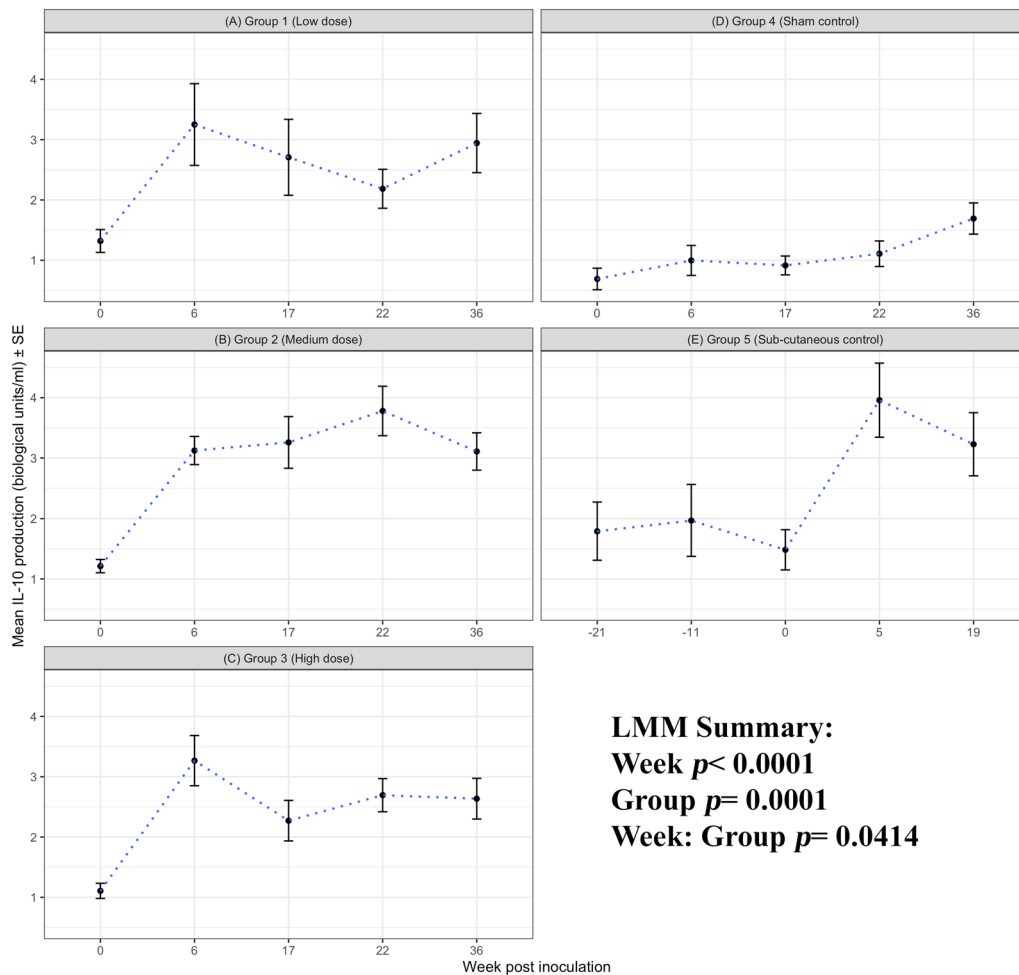 (A) Group 1 (Low dose)
4
3
2
1
0 6 17 22 36
(D) Group 4 (Sham control)
0 6 17 22 36
Mean IL-10 production (biological units/ml) ± SE
(B) Group 2 (Medium dose)
4
3
2
1
0 6 17 22 36
(E) Group 5 (Sub-cutaneous control)
-21 -11 0 5 19
(C) Group 3 (High dose)
4
3
2
1
0 6 17 22 36
Week post inoculation
LMM Summary:
Week p< 0.0001
Group p= 0.0001
Week: Group p= 0.0414